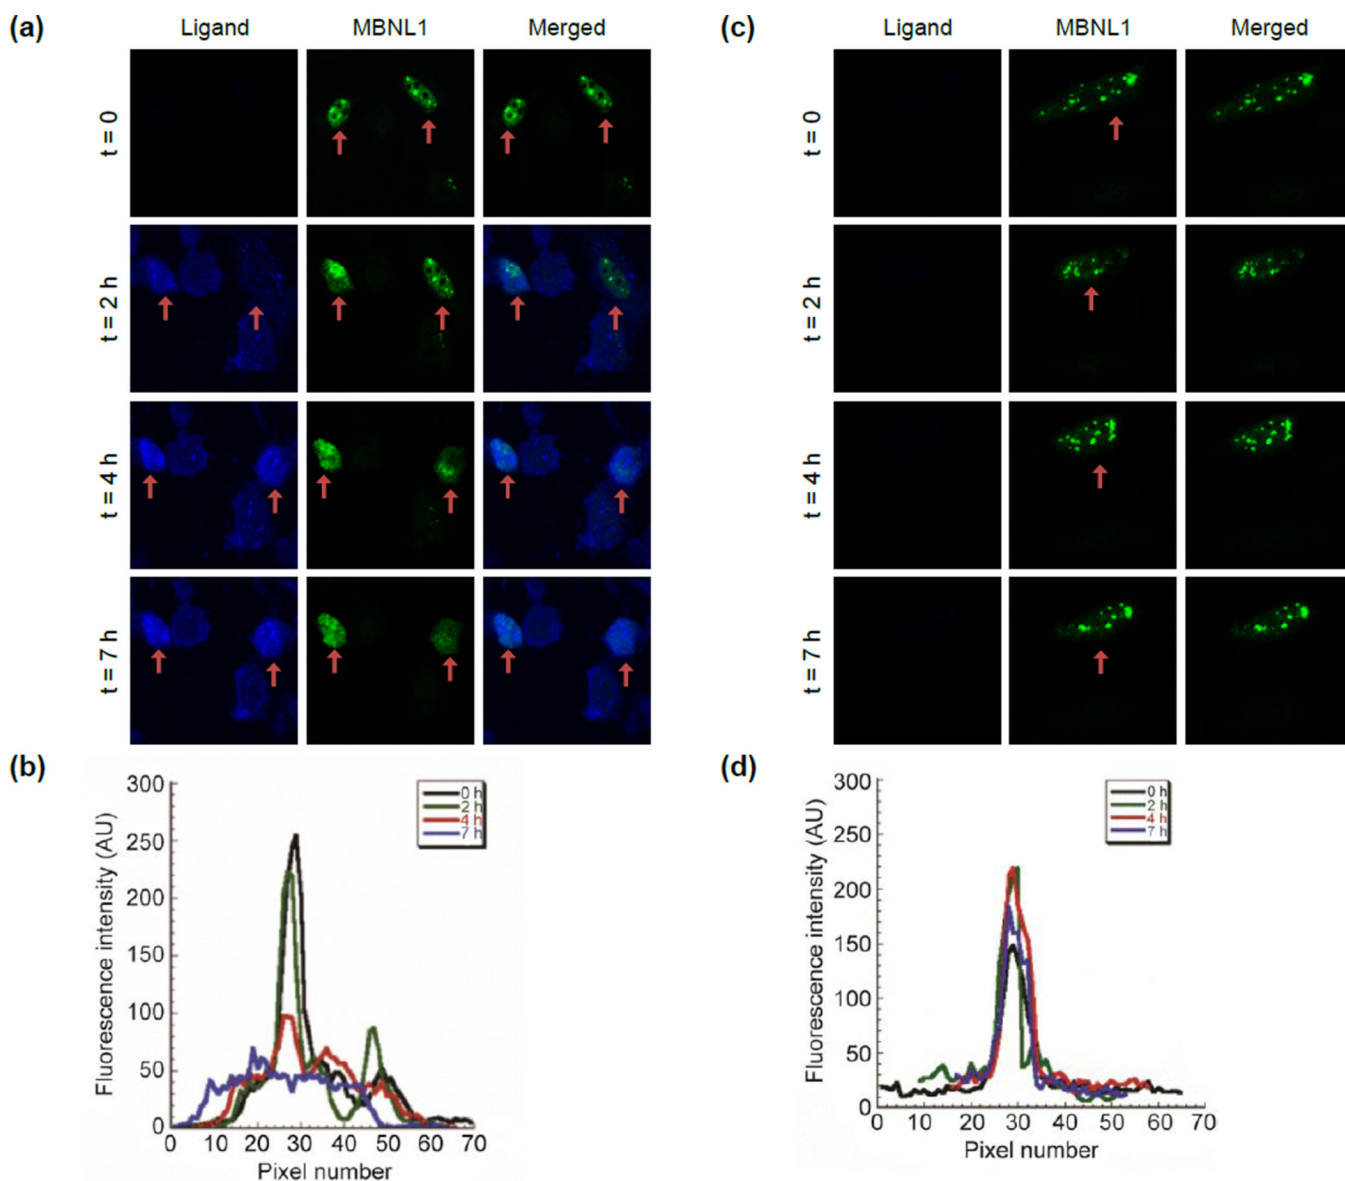 (a) Ligand MBNL1 Merged
t = 0
t = 2 h
t = 4 h
t = 7 h
(c) Ligand MBNL1 Merged
t = 0
t = 2 h
t = 4 h
t = 7 h
(b)
300
250
200
150
100
50
0
Fluorescence intensity (AU)
0 h
2 h
4 h
7 h
0 10 20 30 40 50 60 70
Pixel number
(d)
300
250
200
150
100
50
0
Fluorescence intensity (AU)
0 h
2 h
4 h
7 h
0 10 20 30 40 50 60 70
Pixel number